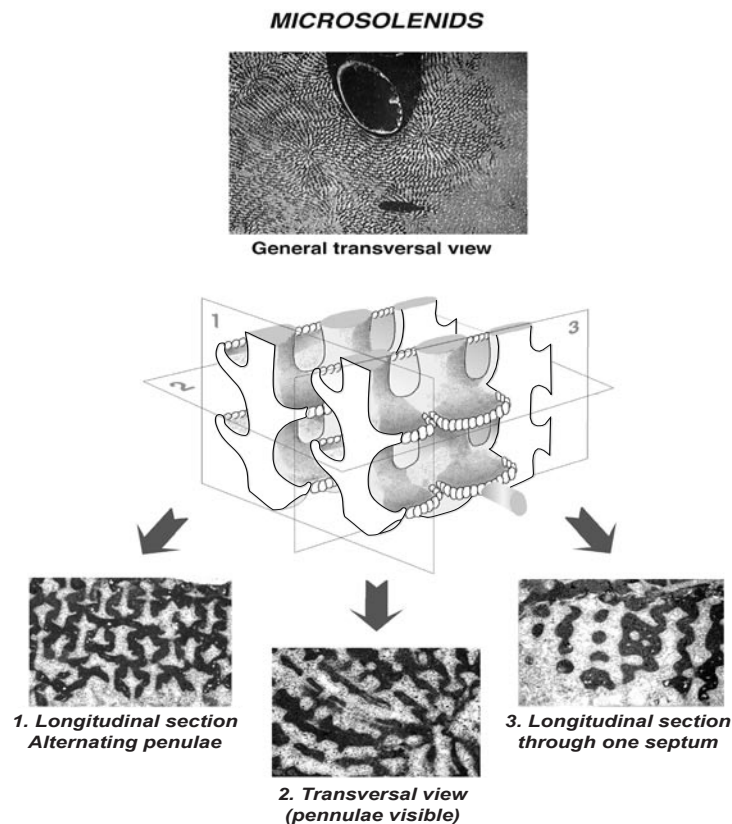 MICROSOLENIDS
General transversal view
1
3
2
1. Longitudinal section
Alternating penulae
3. Longitudinal section
through one septum
2. Transversal view
(pennulae visible)